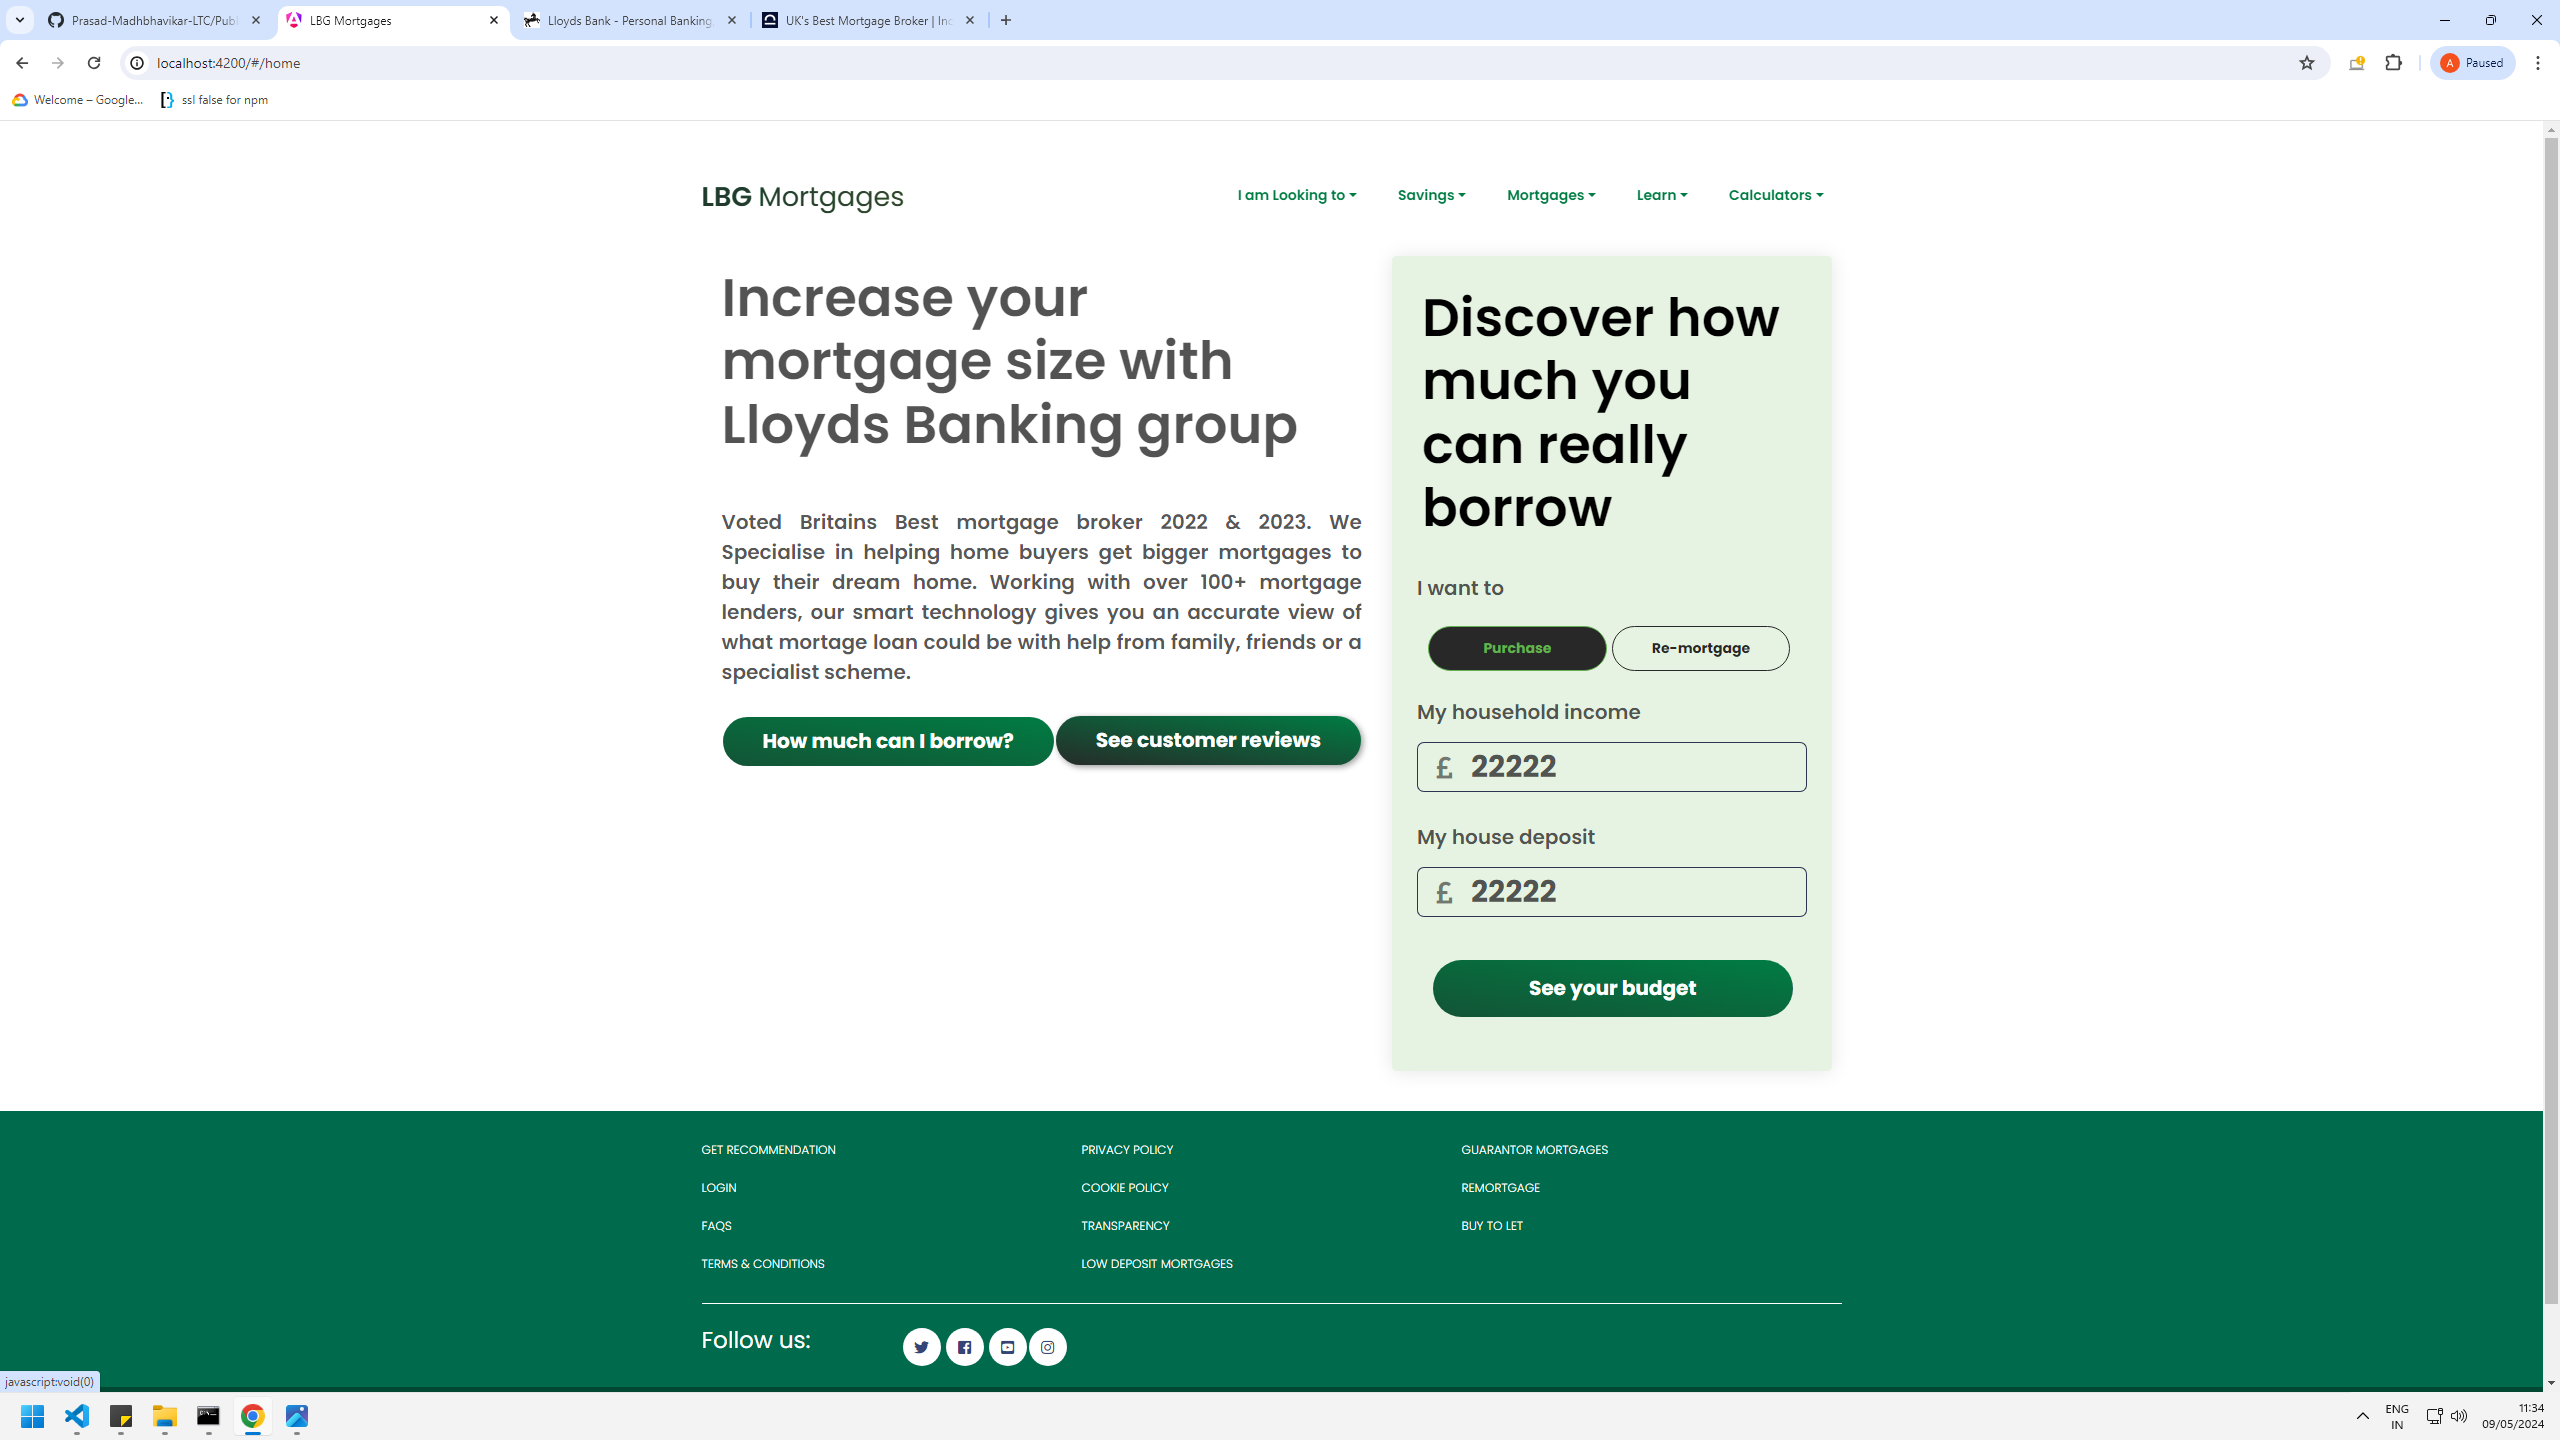 Prasad-Madhbhavikar-LTC/Publ
LBG Mortgages
Lloyds Bank - Personal Banking,
UK's Best Mortgage Broker | Inc
localhost:4200/#/home
A Paused
Welcome – Google...
ssl false for npm
LBG Mortgages
I am Looking to
Savings
Mortgages
Learn
Calculators
Increase your
mortgage size with
Lloyds Banking group
Voted Britains Best mortgage broker 2022 & 2023. We
Specialise in helping home buyers get bigger mortgages to
buy their dream home. Working with over 100+ mortgage
lenders, our smart technology gives you an accurate view of
what mortage loan could be with help from family, friends or a
specialist scheme.
How much can I borrow?
See customer reviews
Discover how
much you
can really
borrow
I want to
Purchase
Re-mortgage
My household income
£ 22222
My house deposit
£ 22222
See your budget
GET RECOMMENDATION
PRIVACY POLICY
GUARANTOR MORTGAGES
LOGIN
COOKIE POLICY
REMORTGAGE
FAQS
TRANSPARENCY
BUY TO LET
TERMS & CONDITIONS
LOW DEPOSIT MORTGAGES
Follow us:
javascript:void(0)
ENG
IN
11:34
09/05/2024